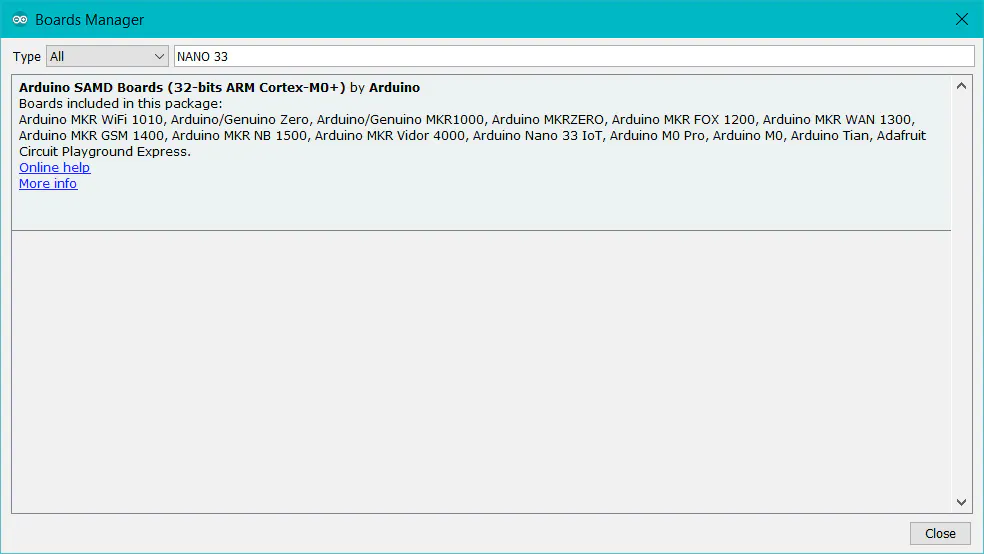 Boards Manager
Type All NANO 33
Arduino SAMD Boards (32-bits ARM Cortex-M0+) by Arduino
Boards included in this package:
Arduino MKR WiFi 1010, Arduino/Genuino Zero, Arduino/Genuino MKR1000, Arduino MKRZERO, Arduino MKR FOX 1200, Arduino MKR WAN 1300,
Arduino MKR GSM 1400, Arduino MKR NB 1500, Arduino MKR Vidor 4000, Arduino Nano 33 IoT, Arduino M0 Pro, Arduino M0, Arduino Tian, Adafruit
Circuit Playground Express.
Online help
More info
Close